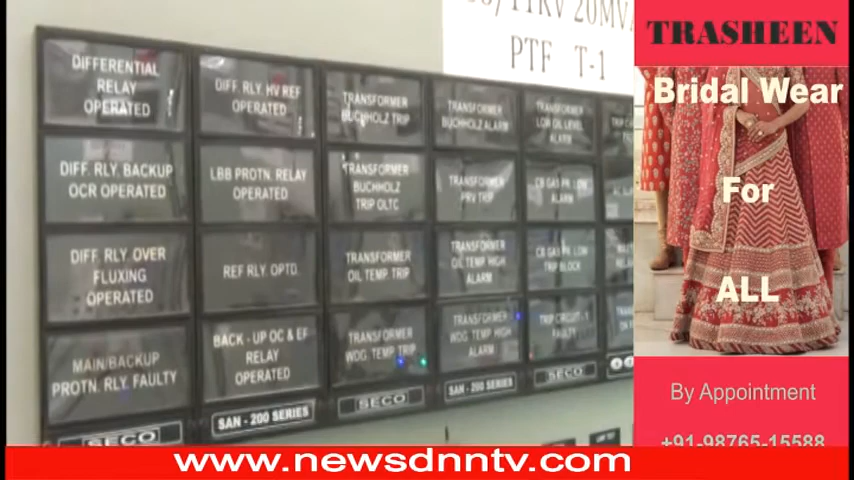 PTF T-1
DIFFERENTIAL
RELAY
OPERATED
DIFF. RLY. HV REF
OPERATED
TRANSFORMER
BUCHHOLZ TRIP
TRANSFORMER
BUCHHOLZ ALARM
TRANSFORMER
LOW OIL LEVEL
ALARM
DIFF. RLY. BACKUP
OCR OPERATED
LBB PROTN. RELAY
OPERATED
TRANSFORMER
BUCHHOLZ
TRIP OLTC
TRANSFORMER
PRV TRIP
CB GAS PR. LOW
ALARM
DIFF. RLY. OVER
FLUXING
OPERATED
REF RLY. OPTD.
TRANSFORMER
OIL TEMP. TRIP
TRANSFORMER
OIL TEMP HIGH
ALARM
CB GAS PR. LOW
TRIP BLOCK
MAIN/BACKUP
PROTN. RLY. FAULTY
BACK - UP OC & EF
RELAY
OPERATED
TRANSFORMER
WDG. TEMP. TRIP
TRANSFORMER
WDG. TEMP HIGH
ALARM
TRIP CIRCUIT - 1
FAULTY
SECO
SAN - 200 SERIES
SECO
SAN - 200 SERIES
SECO
TRASHEEN
Bridal Wear
For
ALL
By Appointment
+91-98765-15588
www.newsdnntv.com